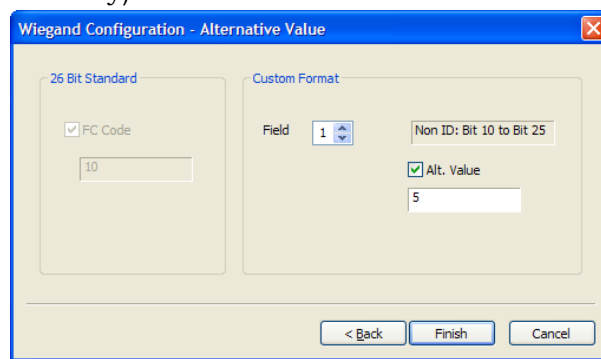 Wiegand Configuration - Alternative Value
26 Bit Standard
FC Code
10
Custom Format
Field 1 Non ID: Bit 10 to Bit 25
Alt. Value
5
< Back Finish Cancel